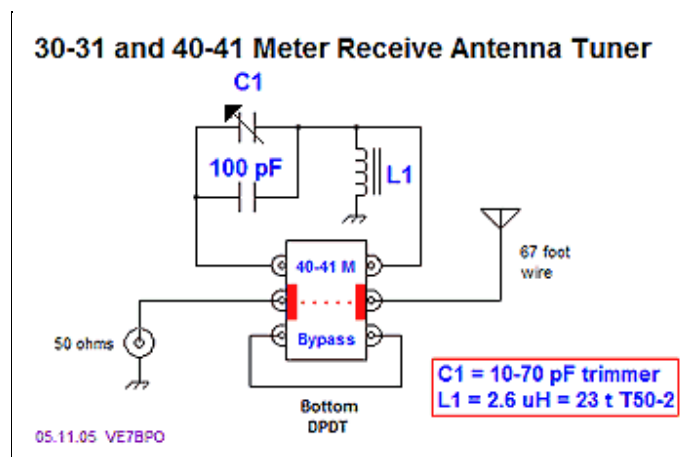 30-31 and 40-41 Meter Receive Antenna Tuner
C1
100 pF
L1
40-41 M
67 foot
wire
50 ohms
Bypass
C1 = 10-70 pF trimmer
L1 = 2.6 uH = 23 t T50-2
Bottom
DPDT
05.11.05 VE7BPO